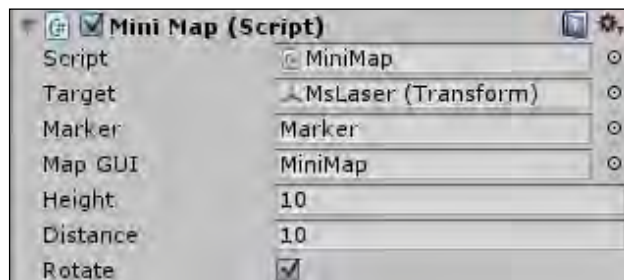 Mini Map (Script)
Script MiniMap
Target MsLaser (Transform)
Marker Marker
Map GUI MiniMap
Height 10
Distance 10
Rotate